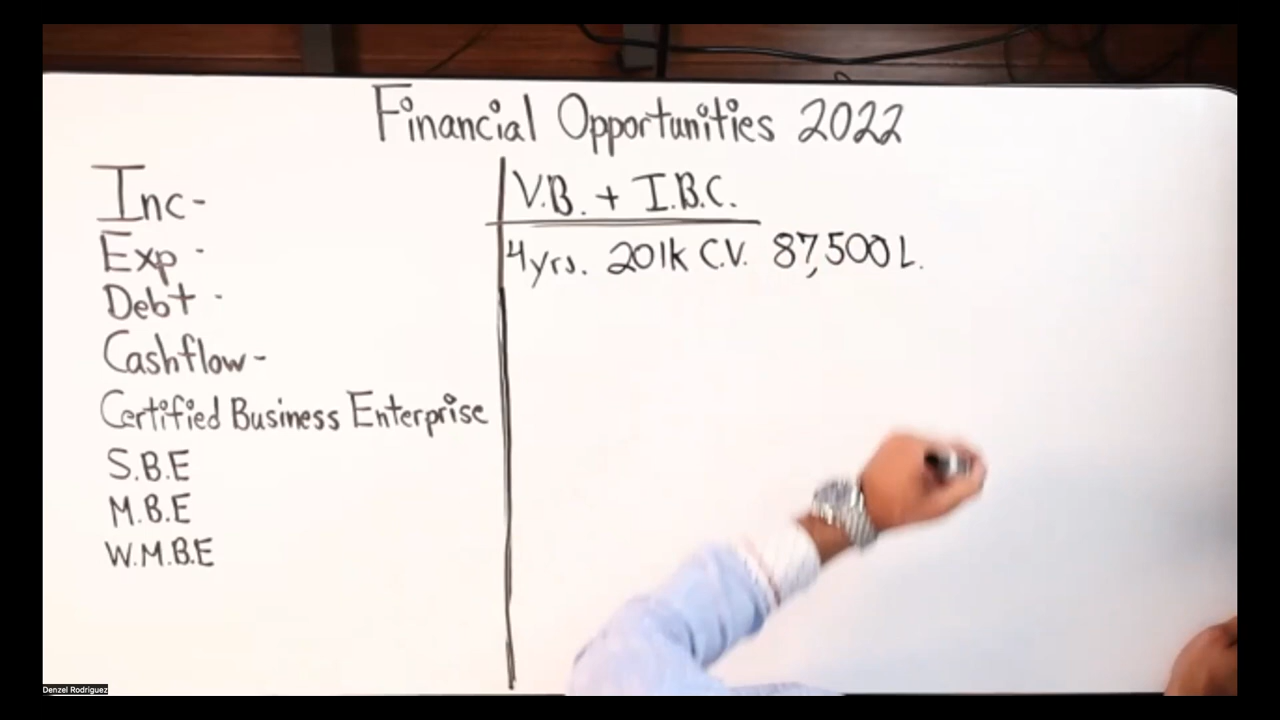 Financial Opportunities 2022
Inc-
Exp -
Debt -
Cashflow-
Certified Business Enterprise
S.B.E
M.B.E
W.M.B.E
V.B. + I.B.C.
4yrs. 201k C.V. 87,500 L.
Denzel Rodriguez